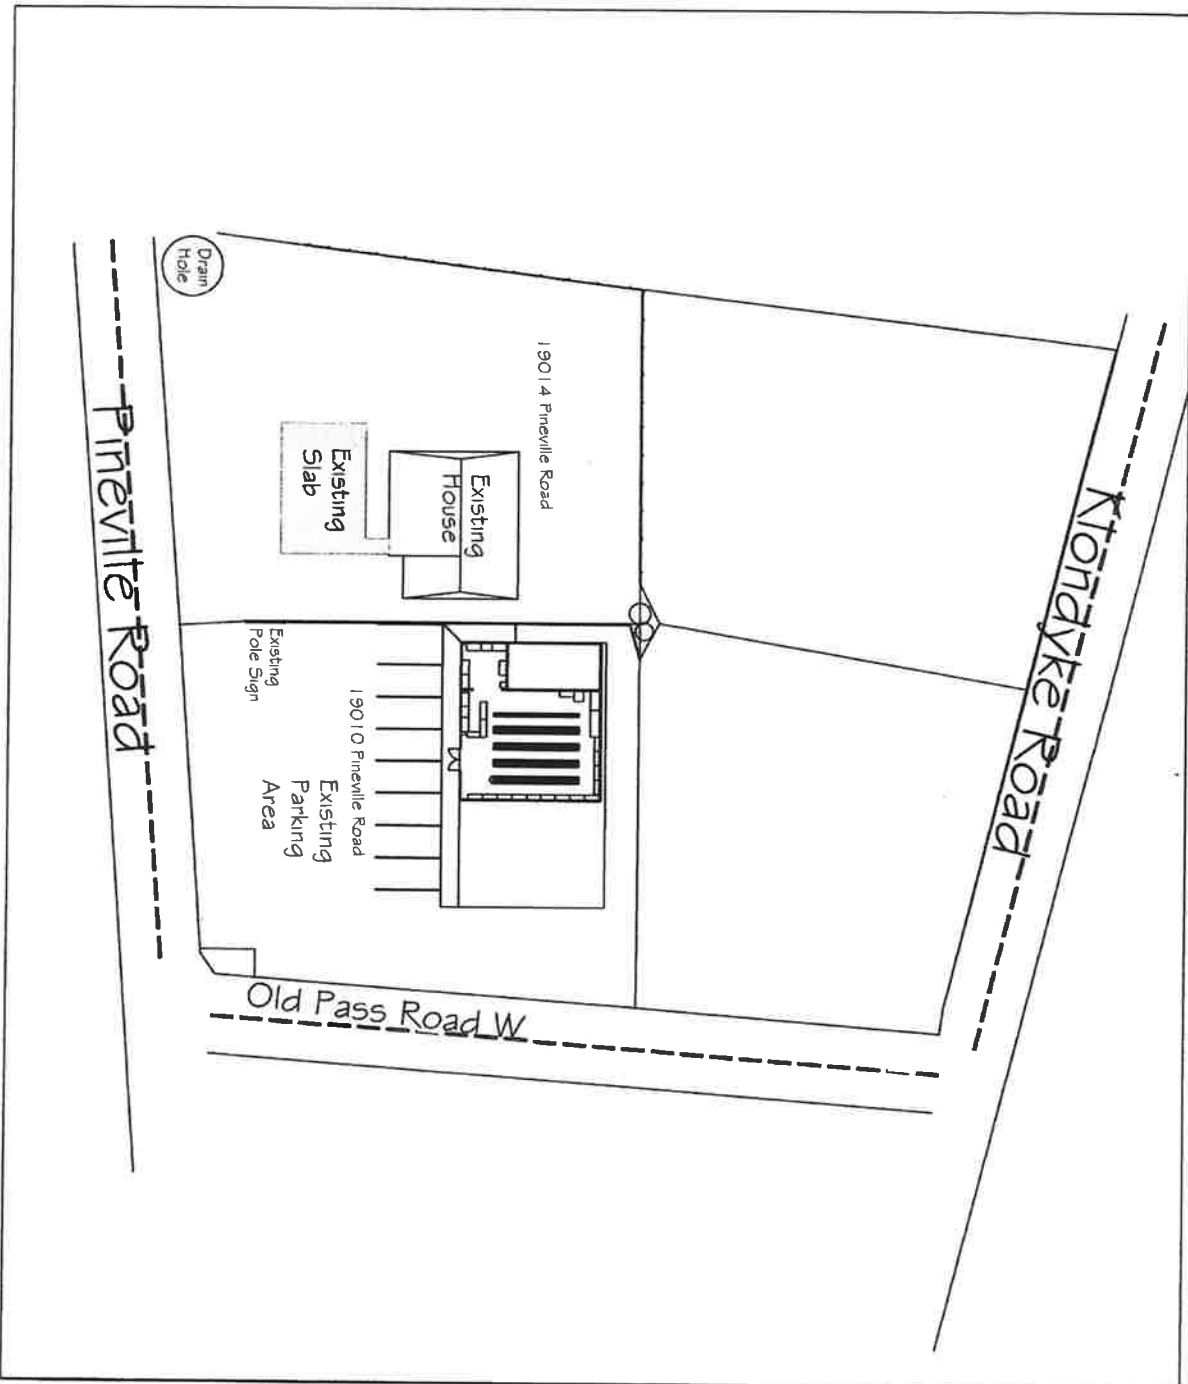 Klondyke Road
19014 Pineville Road
Existing
House
Existing
Slab
Drain
Hole
Pineville Road
19010 Pineville Road
Existing
Parking
Area
Existing
Pole Sign
Old Pass Road W